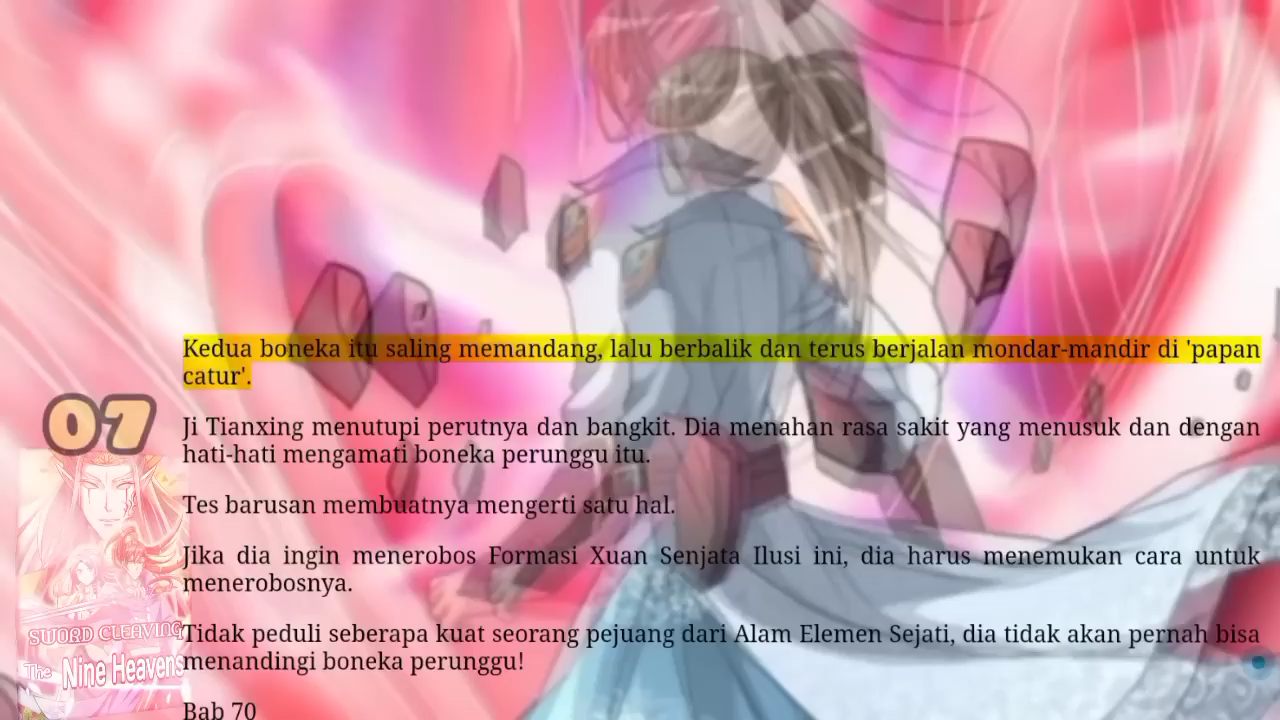 Kedua boneka itu saling memandang, lalu berbalik dan terus berjalan mondar-mandir di 'papan
catur'.
07
Ji Tianxing menutupi perutnya dan bangkit. Dia menahan rasa sakit yang menusuk dan dengan
hati-hati mengamati boneka perunggu itu.
Tes barusan membuatnya mengerti satu hal.
Jika dia ingin menerobos Formasi Xuan Senjata Ilusi ini, dia harus menemukan cara untuk
menerobosnya.
Tidak peduli seberapa kuat seorang pejuang dari Alam Elemen Sejati, dia tidak akan pernah bisa
menandingi boneka perunggu!
SWORD CLEAVING
The Nine Heavens
Bab 70